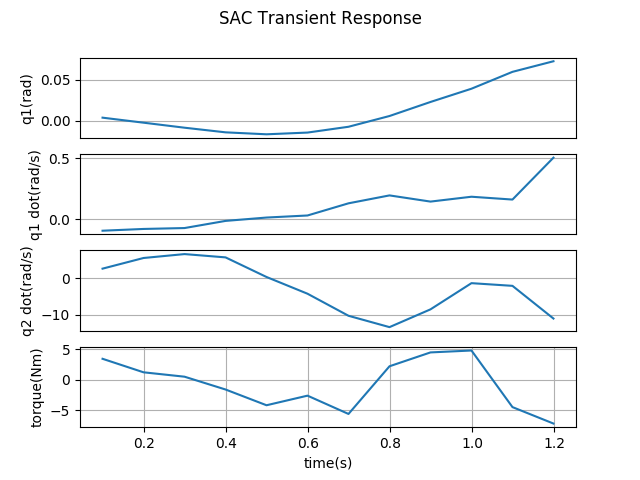 SAC Transient Response
q1(rad)
0.05
0.00
q1 dot(rad/s)
0.5
0.0
q2 dot(rad/s)
0
−10
torque(Nm)
5
0
−5
0.2 0.4 0.6 0.8 1.0 1.2
time(s)